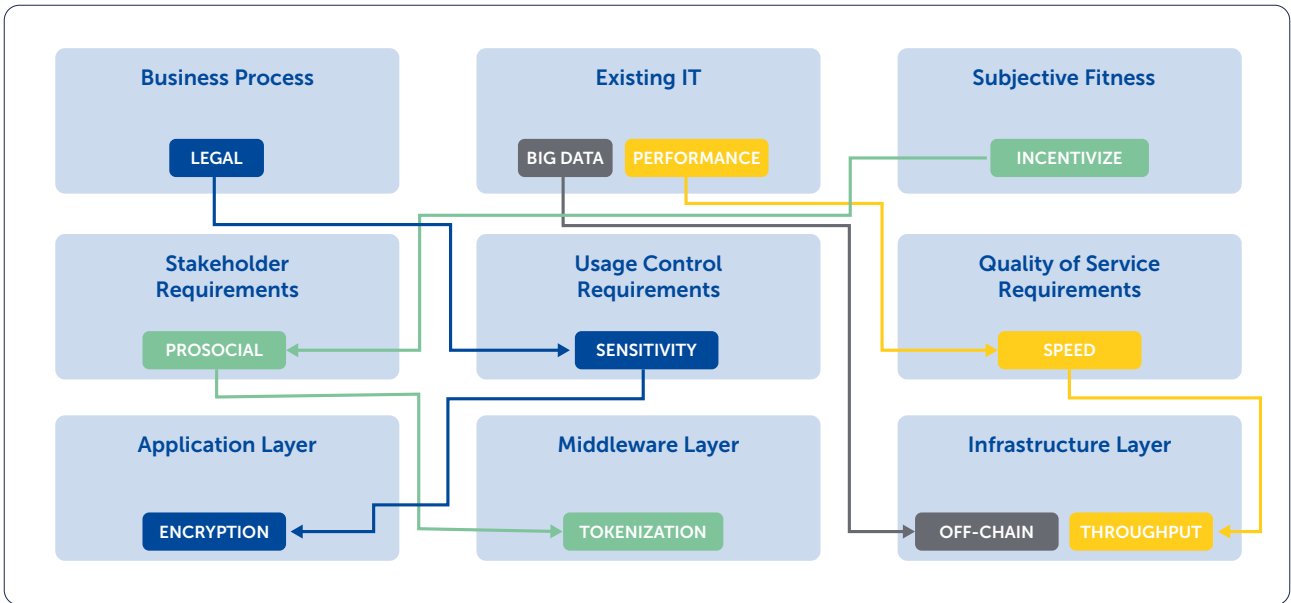 Business Process
Existing IT
Subjective Fitness
LEGAL
BIG DATA
PERFORMANCE
INCENTIVIZE
Stakeholder
Requirements
Usage Control
Requirements
Quality of Service
Requirements
PROSOCIAL
SENSITIVITY
SPEED
Application Layer
Middleware Layer
Infrastructure Layer
ENCRYPTION
TOKENIZATION
OFF-CHAIN
THROUGHPUT